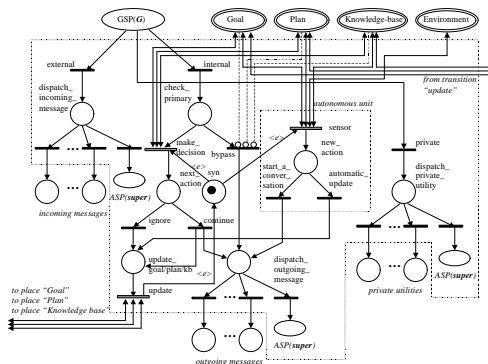 GSP(G)
Goal
Plan
Knowledge-base
Environment
external
internal
from transition
"update"
dispatch_
incoming_
message
check_
primary
autonomous unit
sensor
<e>
make_
decision
bypass
new_
action
private
<e>
next_
action
syn
start_a_
conver_
sation
automatic_
update
dispatch_
private_
utility
ASP(super)
incoming messages
ignore
continue
update_
goal/plan/kb
<e>
dispatch_
outgoing_
message
ASP(super)
private utilities
to place "Goal"
to place "Plan"
to place "Knowledge base"
update
ASP(super)
outgoing messages